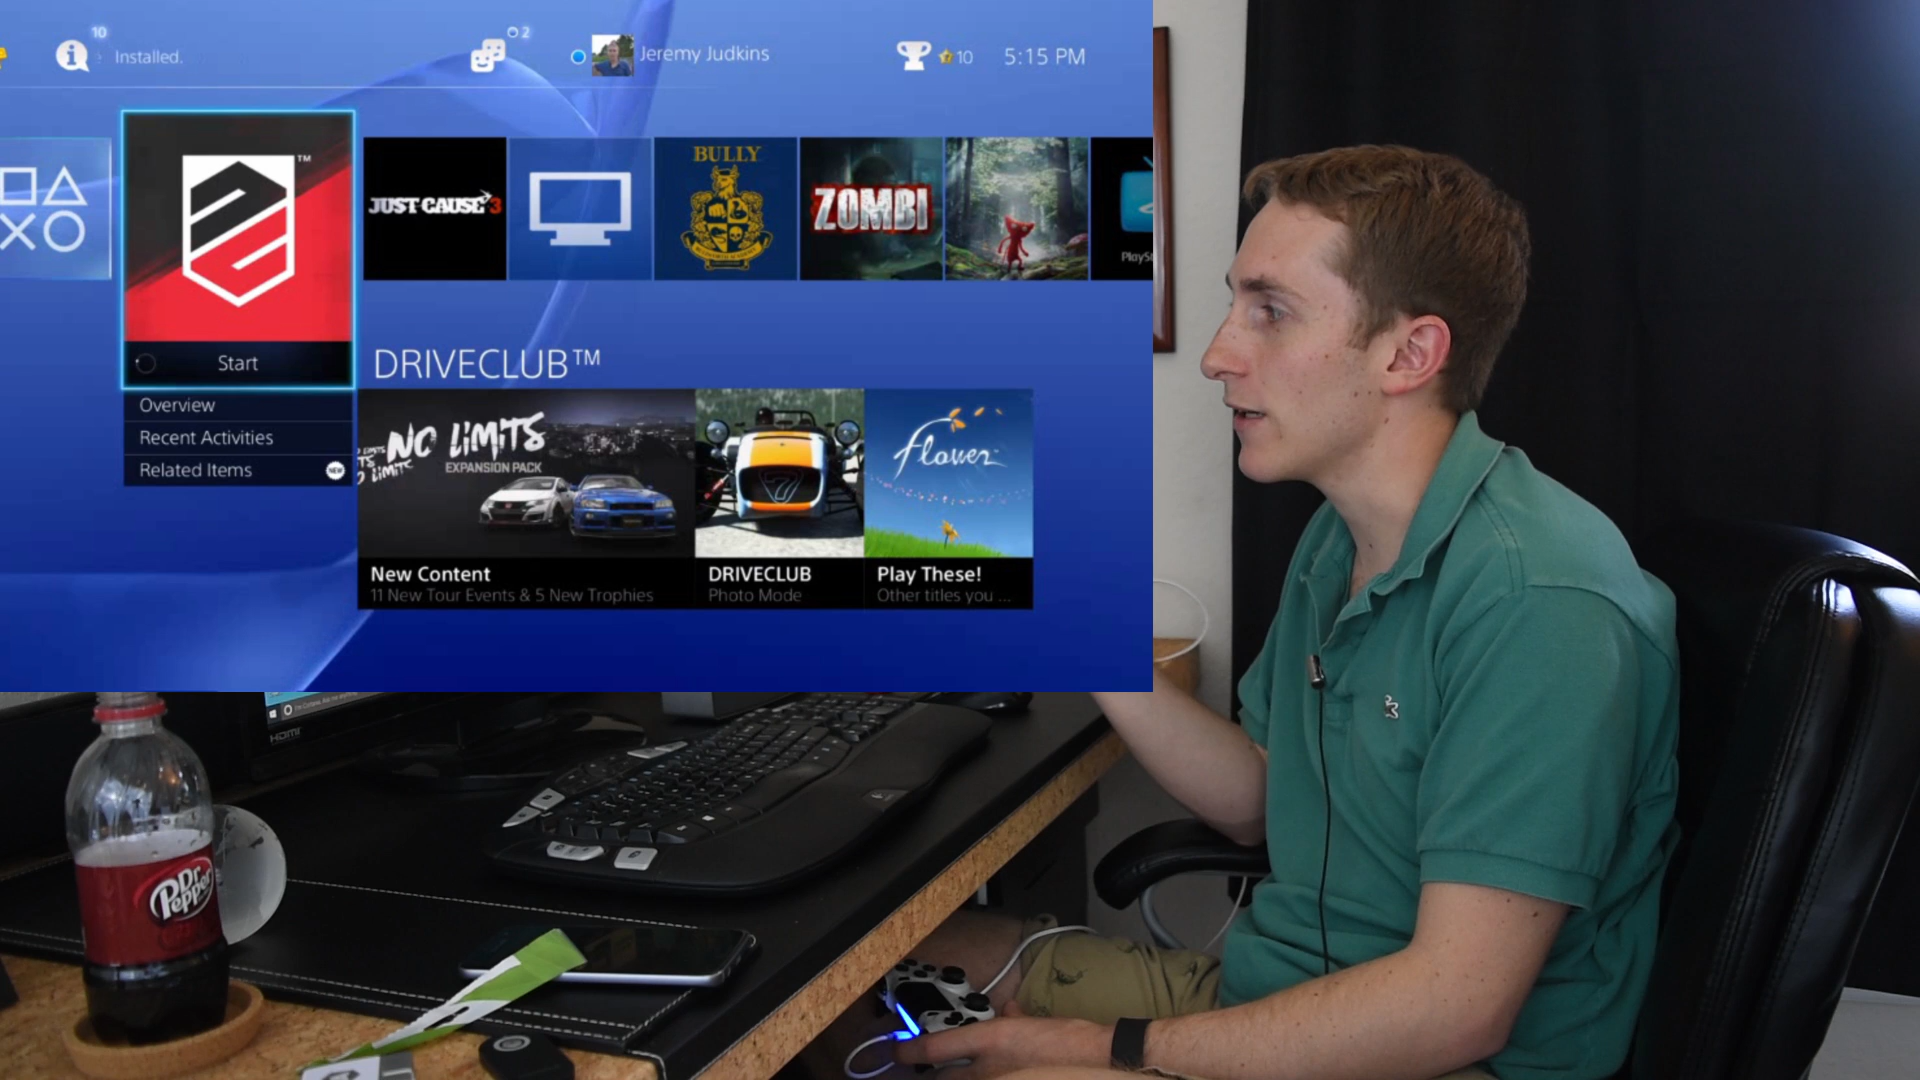 10
Installed.
2
Jeremy Judkins
10
5:15 PM
TM
JUST CAUSE 3
BULLY
ZOMBI
Start
DRIVECLUB™
Overview
Recent Activities
Related Items
NEW
NO LIMITS
EXPANSION PACK
7
flower
New Content
11 New Tour Events & 5 New Trophies
DRIVECLUB
Photo Mode
Play These!
Other titles you ...
HDMI
Dr Pepper